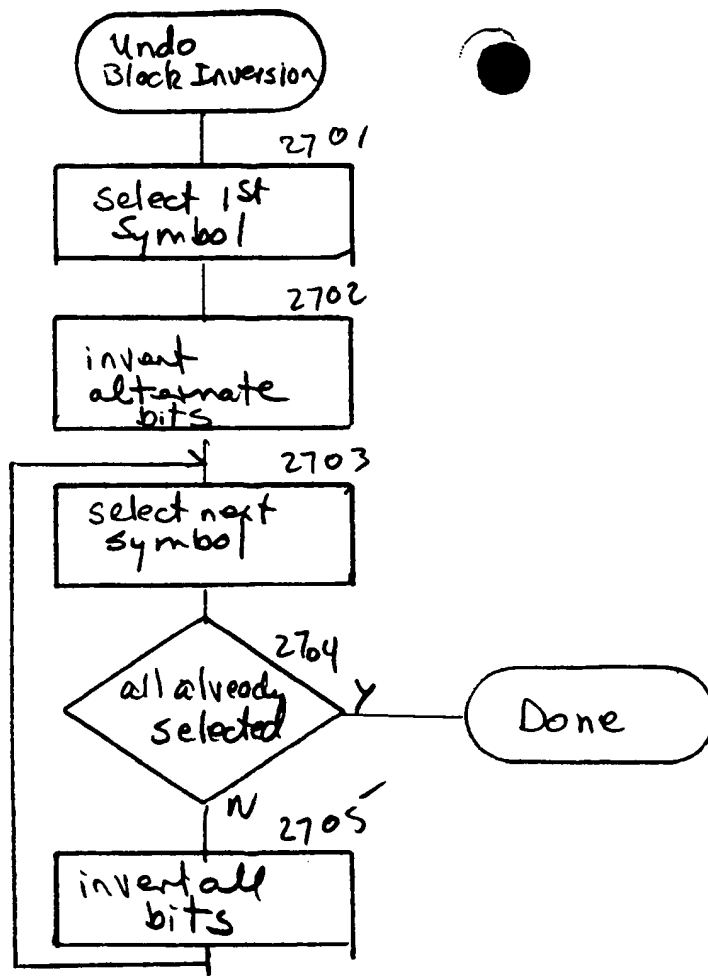 Undo
Block Inversion
2701
select 1st
symbol
2702
invert
alternate
bits
2703
select next
symbol
2704
all already
selected
Y
Done
N
2705
invert all
bits